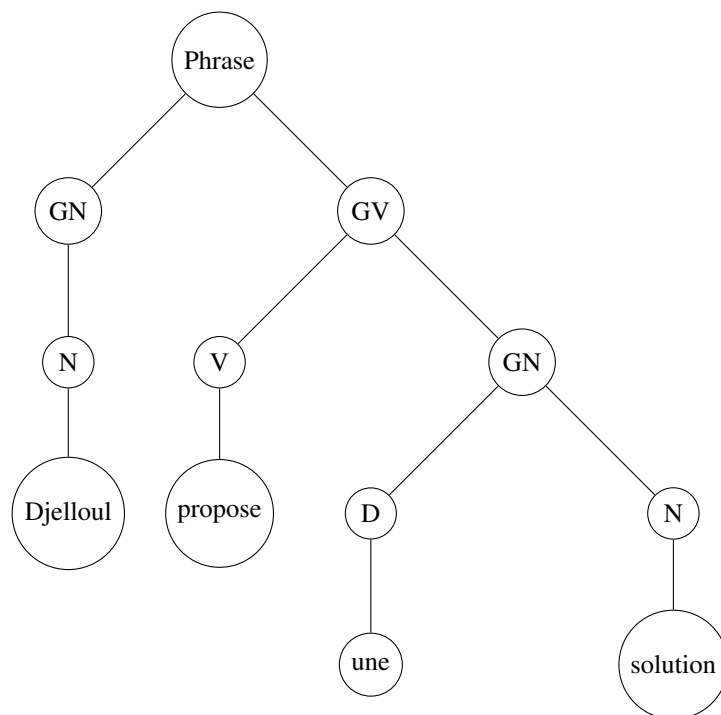 Phrase
GN GV
N V GN
Djelloul propose D N
une solution